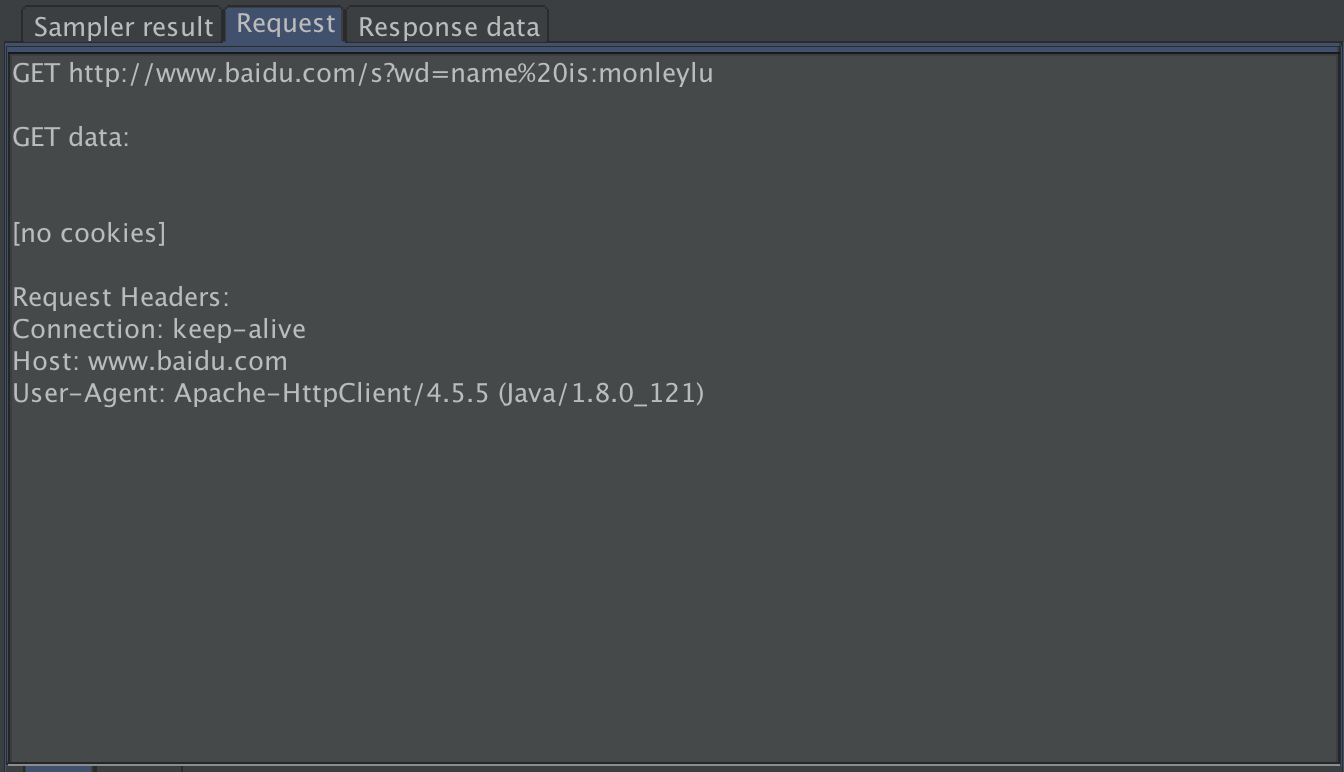 Sampler result Request Response data
GET http://www.baidu.com/s?wd=name%20is:monleylu
GET data:
[no cookies]
Request Headers:
Connection: keep-alive
Host: www.baidu.com
User-Agent: Apache-HttpClient/4.5.5 (Java/1.8.0_121)